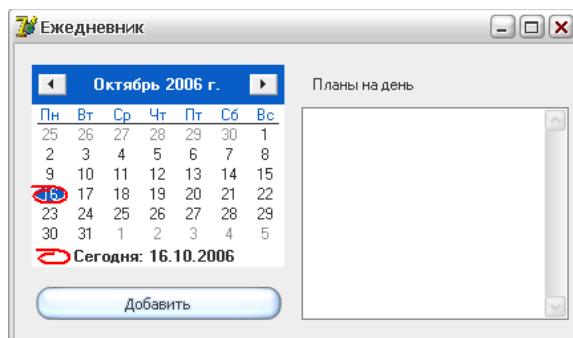 Ежедневник
Октябрь 2006 г.
Планы на день
Пн Вт Ср Чт Пт Сб Вс
25 26 27 28 29 30 1
2 3 4 5 6 7 8
9 10 11 12 13 14 15
16 17 18 19 20 21 22
23 24 25 26 27 28 29
30 31 1 2 3 4 5
Сегодня: 16.10.2006
Добавить